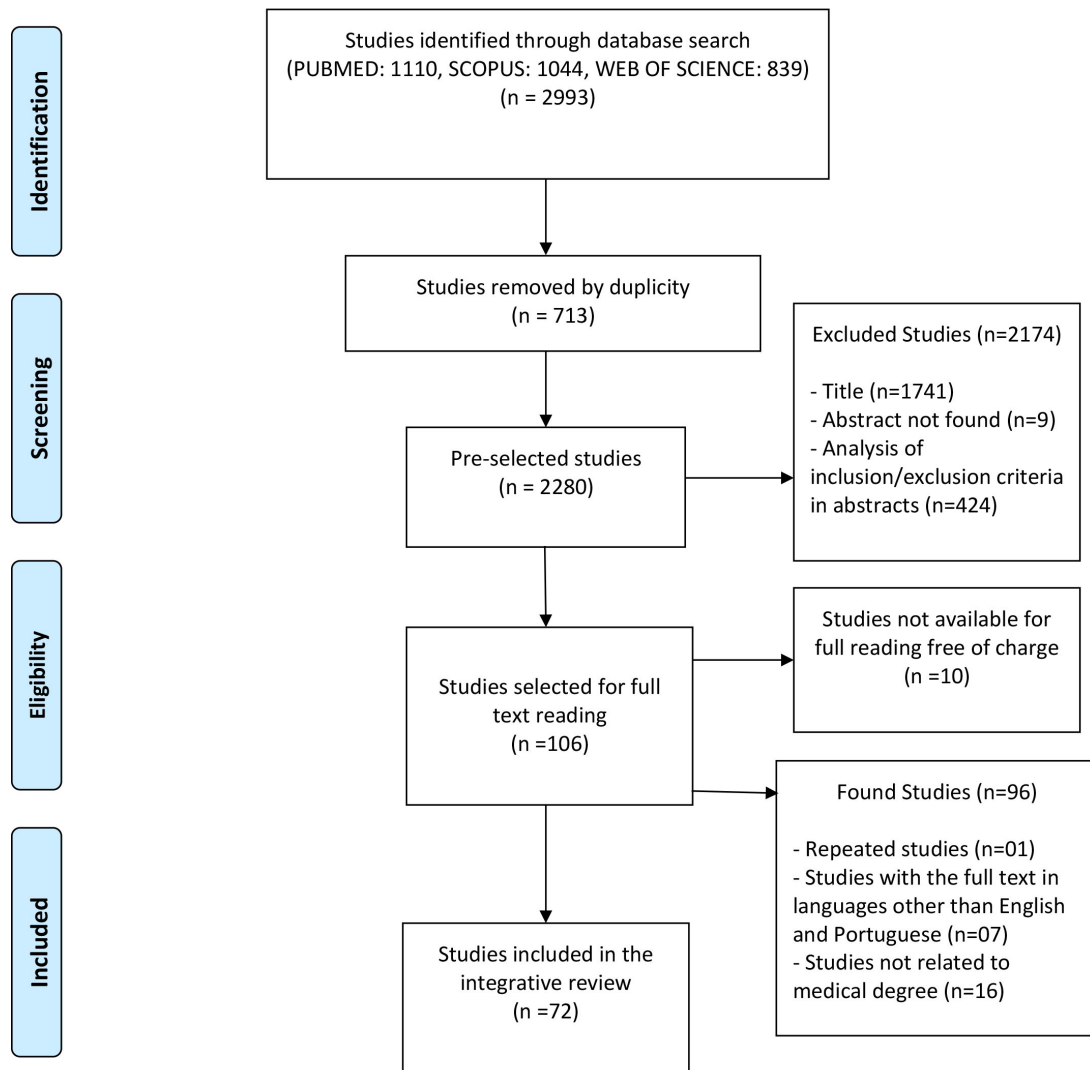 Identification
Studies identified through database search
(PUBMED: 1110, SCOPUS: 1044, WEB OF SCIENCE: 839)
(n = 2993)
Studies removed by duplicity
(n = 713)
Screening
Pre-selected studies
(n = 2280)
Excluded Studies (n=2174)
- Title (n=1741)
- Abstract not found (n=9)
- Analysis of
inclusion/exclusion criteria
in abstracts (n=424)
Eligibility
Studies selected for full
text reading
(n =106)
Studies not available for
full reading free of charge
(n =10)
Found Studies (n=96)
- Repeated studies (n=01)
- Studies with the full text in
languages other than English
and Portuguese (n=07)
- Studies not related to
medical degree (n=16)
Included
Studies included in the
integrative review
(n =72)